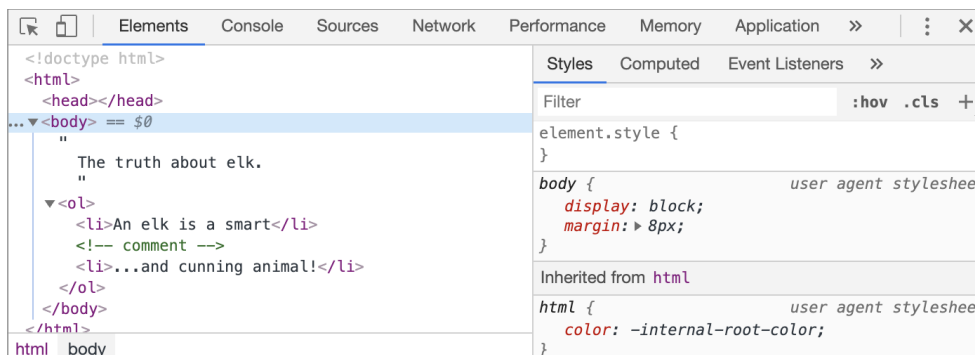 Elements Console Sources Network Performance Memory Application
<!doctype html>
<html>
<head></head>
... ▼<body> == $0
"
The truth about elk.
"
▼<ol>
<li>An elk is a smart</li>
<!-- comment -->
<li>...and cunning animal!</li>
</ol>
</body>
</html>
html body
Styles Computed Event Listeners
Filter :hov .cls +
element.style {
}
body { user agent styleshee
display: block;
margin: ▶ 8px;
}
Inherited from html
html { user agent styleshee
color: -internal-root-color;
}